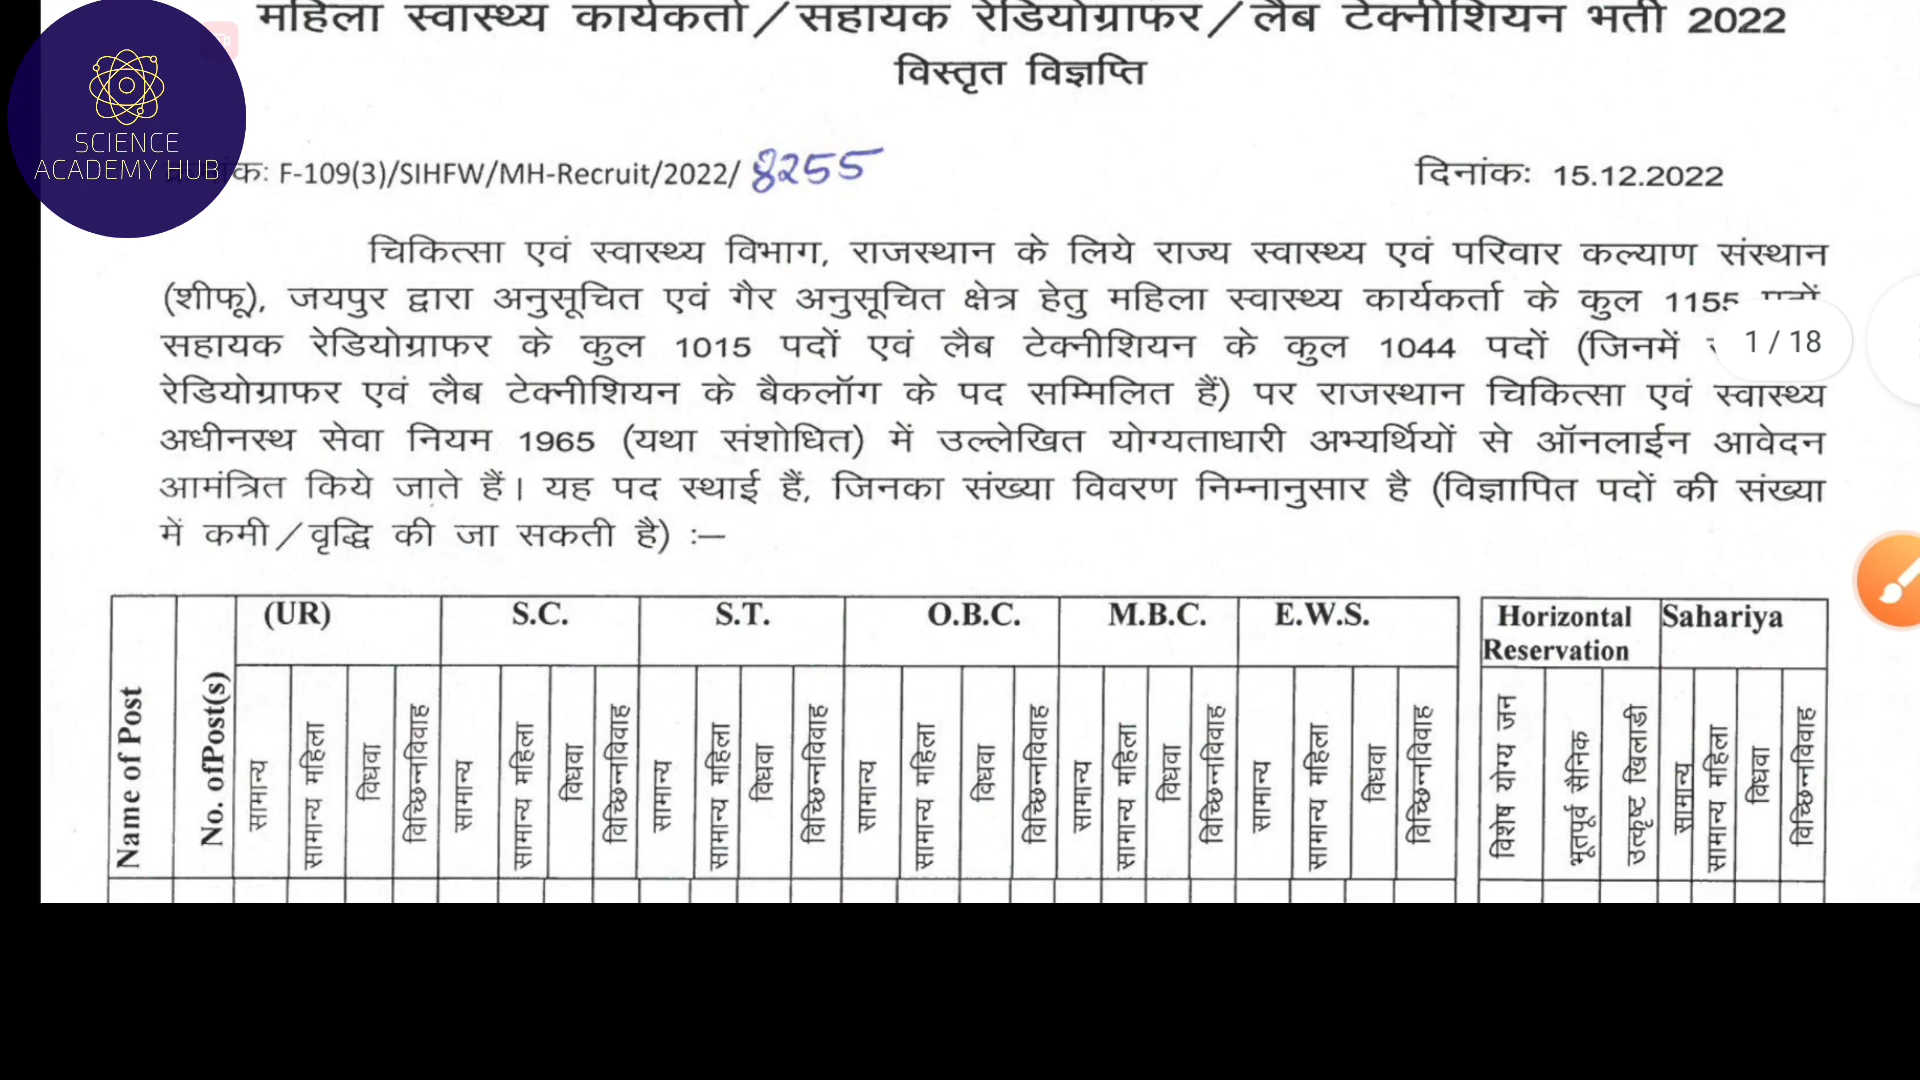 महिला स्वास्थ्य कार्यकर्ता/सहायक रेडियोग्राफर/लैब टेक्नीशियन भर्ती 2022
विस्तृत विज्ञप्ति
SCIENCE
ACADEMY HUB
F-109(3)/SIHFW/MH-Recruit/2022/ 8255 दिनांकः 15.12.2022
चिकित्सा एवं स्वास्थ्य विभाग, राजस्थान के लिये राज्य स्वास्थ्य एवं परिवार कल्याण संस्थान
(शीफू), जयपुर द्वारा अनुसूचित एवं गैर अनुसूचित क्षेत्र हेतु महिला स्वास्थ्य कार्यकर्ता के कुल 1155
सहायक रेडियोग्राफर के कुल 1015 पदों एवं लैब टेक्नीशियन के कुल 1044 पदों (जिनमें
1 / 18
रेडियोग्राफर एवं लैब टेक्नीशियन के बैकलॉग के पद सम्मिलित हैं) पर राजस्थान चिकित्सा एवं स्वास्थ्य
अधीनस्थ सेवा नियम 1965 (यथा संशोधित) में उल्लेखित योग्यताधारी अभ्यर्थियों से ऑनलाईन आवेदन
आमंत्रित किये जाते हैं। यह पद स्थाई हैं, जिनका संख्या विवरण निम्नानुसार है (विज्ञापित पदों की संख्या
में कमी/वृद्धि की जा सकती है) :–
Name of Post No. ofPost(s) (UR) S.C. S.T. O.B.C. M.B.C. E.W.S. Horizontal Reservation Sahariya
सामान्य सामान्य महिला विधवा विच्छिन्नविवाह सामान्य सामान्य महिला विधवा विच्छिन्नविवाह सामान्य सामान्य महिला विधवा विच्छिन्नविवाह सामान्य सामान्य महिला विधवा विच्छिन्नविवाह सामान्य सामान्य महिला विधवा विच्छिन्नविवाह सामान्य सामान्य महिला विधवा विच्छिन्नविवाह विशेष योग्य जन भूतपूर्व सैनिक उत्कृष्ट खिलाडी सामान्य सामान्य महिला विधवा विच्छिन्नविवाह